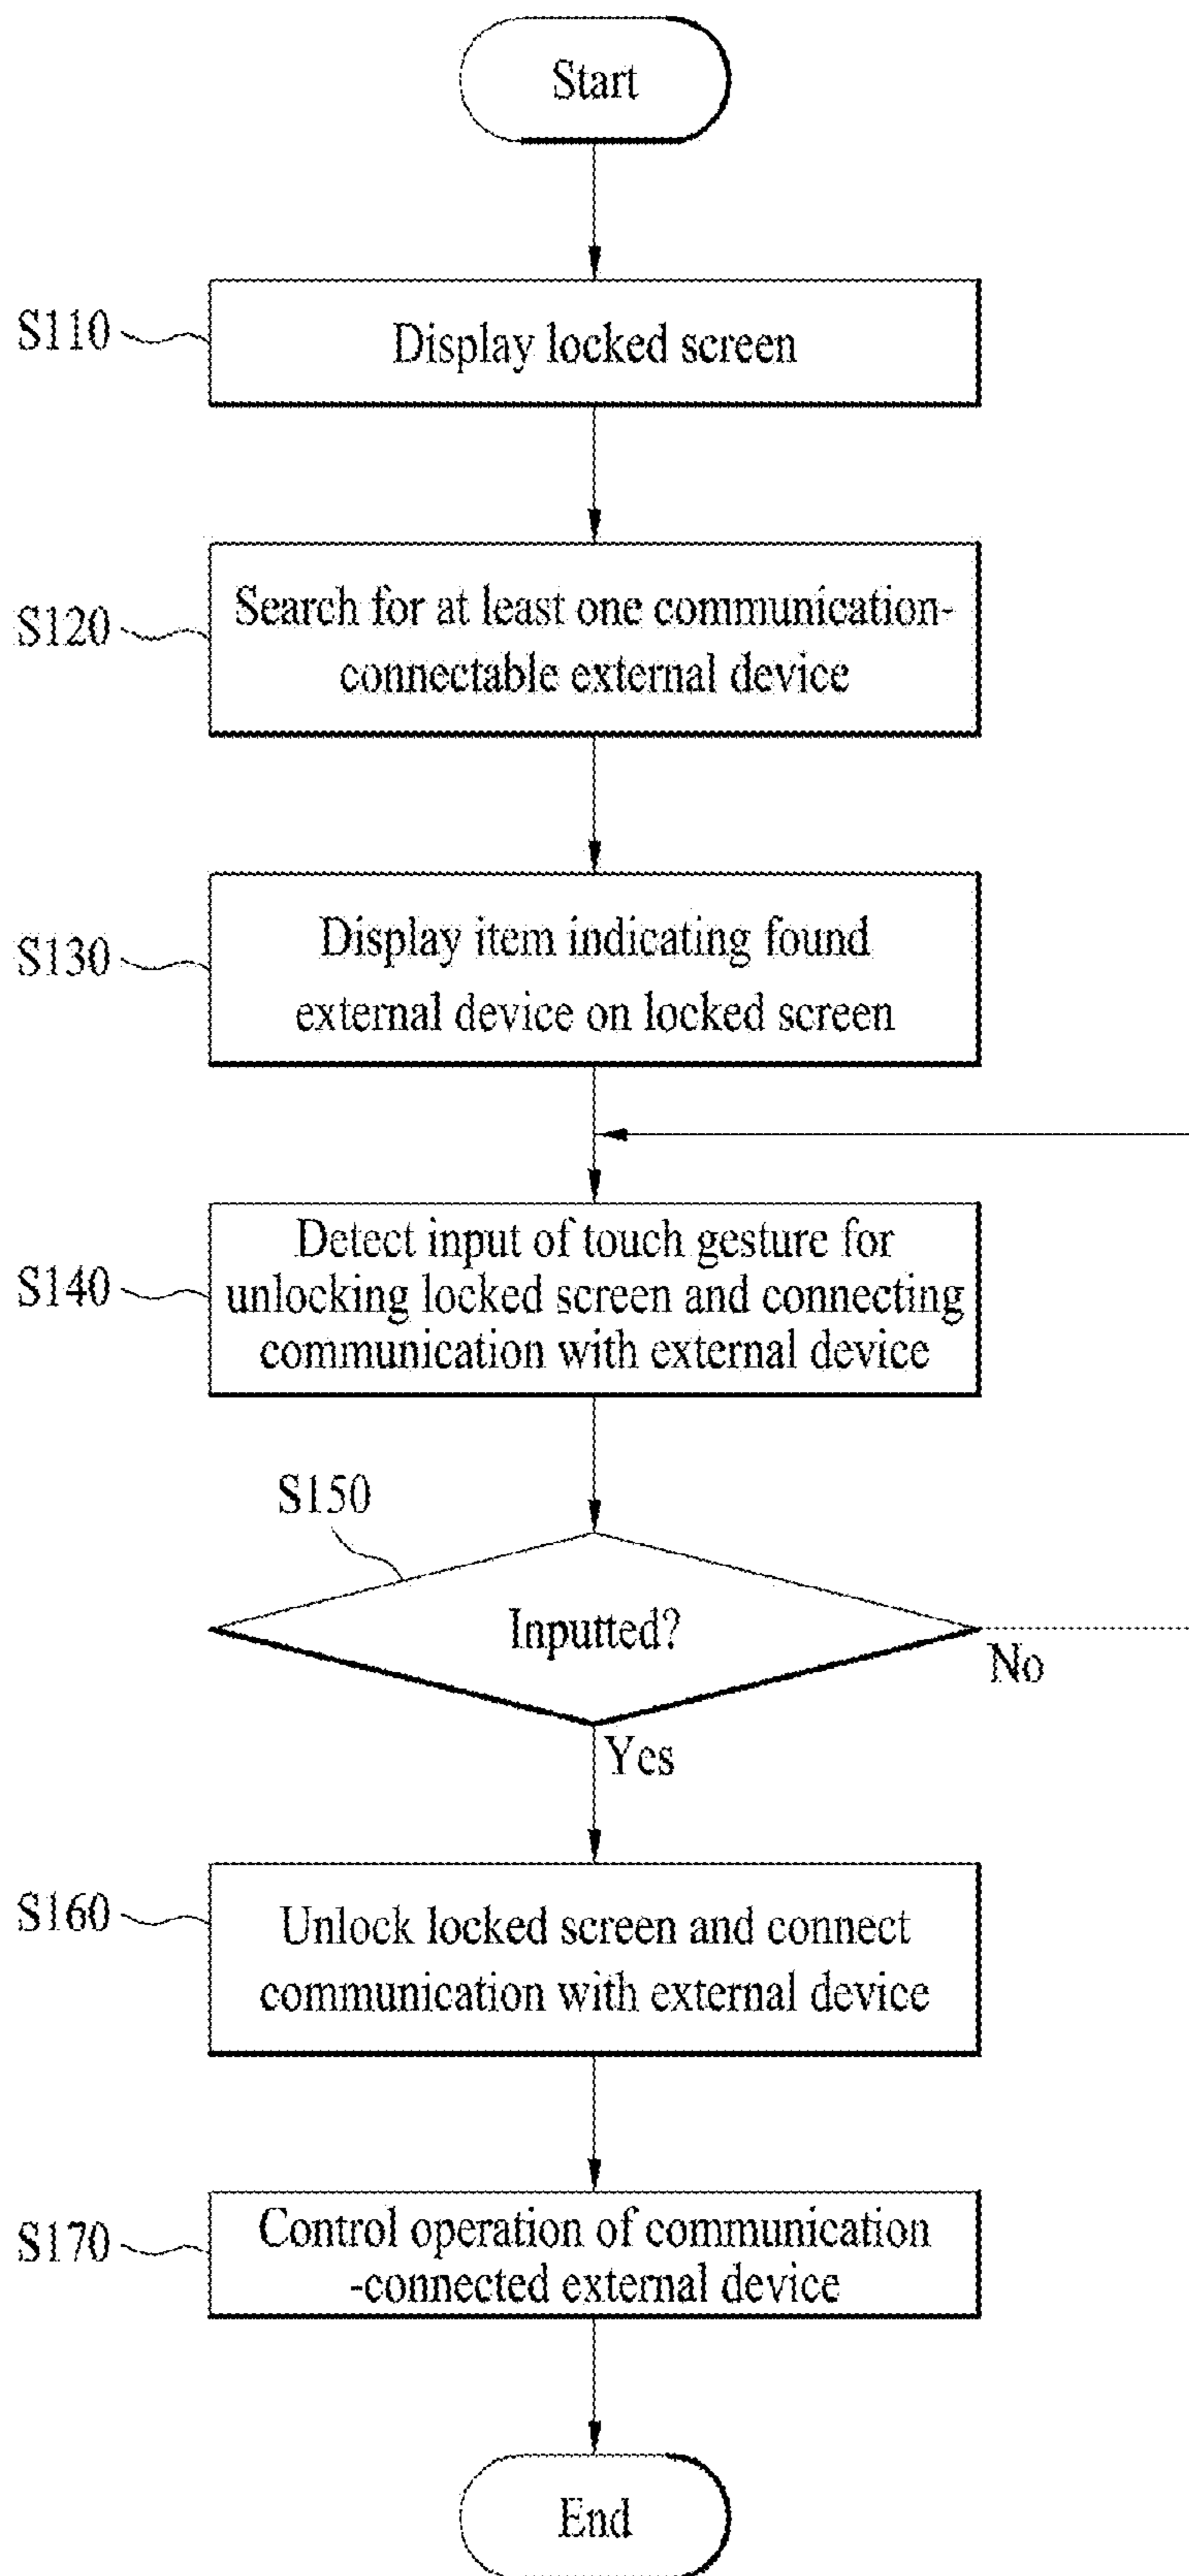 Start
S110
Display locked screen
S120
Search for at least one communication-
connectable external device
S130
Display item indicating found
external device on locked screen
S140
Detect input of touch gesture for
unlocking locked screen and connecting
communication with external device
S150
Inputted?
No
Yes
S160
Unlock locked screen and connect
communication with external device
S170
Control operation of communication
-connected external device
End